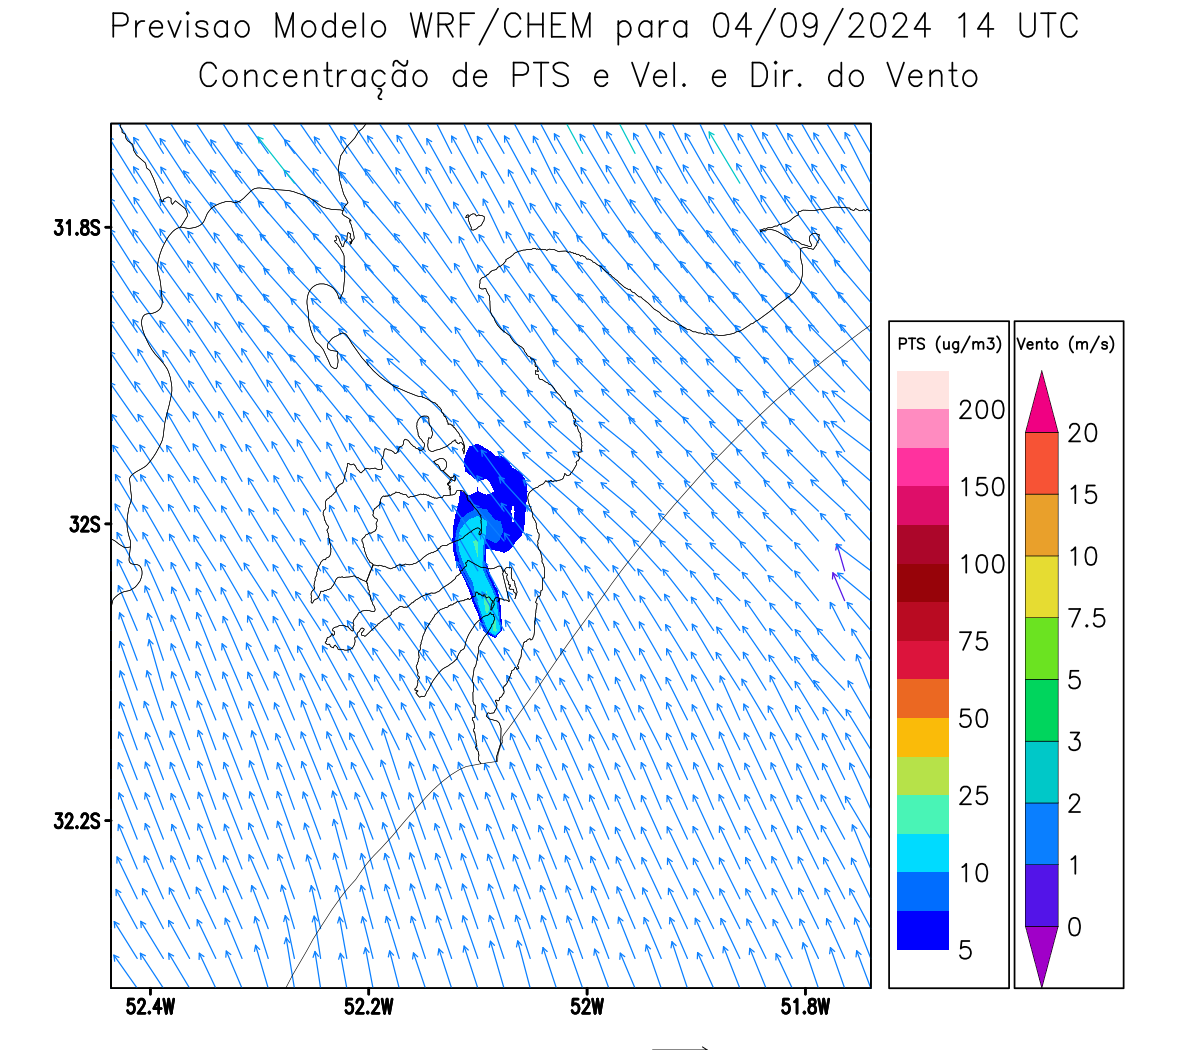 Previsao Modelo WRF/CHEM para 04/09/2024 14 UTC
Concentração de PTS e Vel. e Dir. do Vento
31.8S
32S
32.2S
52.4W 52.2W 52W 51.8W
PTS (ug/m3)
200
150
100
75
50
25
10
5
Vento (m/s)
20
15
10
7.5
5
3
2
1
0